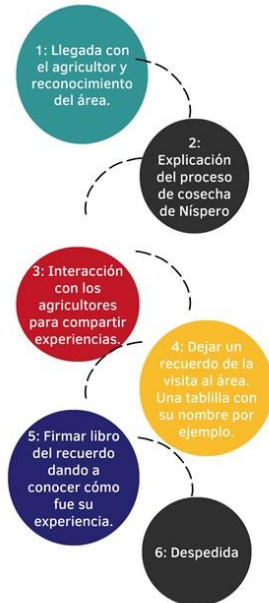 1: Llegada con
el agricultor y
reconocimiento
del área.
2:
Explicación
del proceso
de cosecha
de Níspero
3: Interacción
con los
agricultores
para compartir
experiencias.
4: Dejar un
recuerdo de la
visita al área.
Una tablilla con
su nombre por
ejemplo.
5: Firmar libro
del recuerdo
dando a
conocer cómo
fue su
experiencia.
6: Despedida